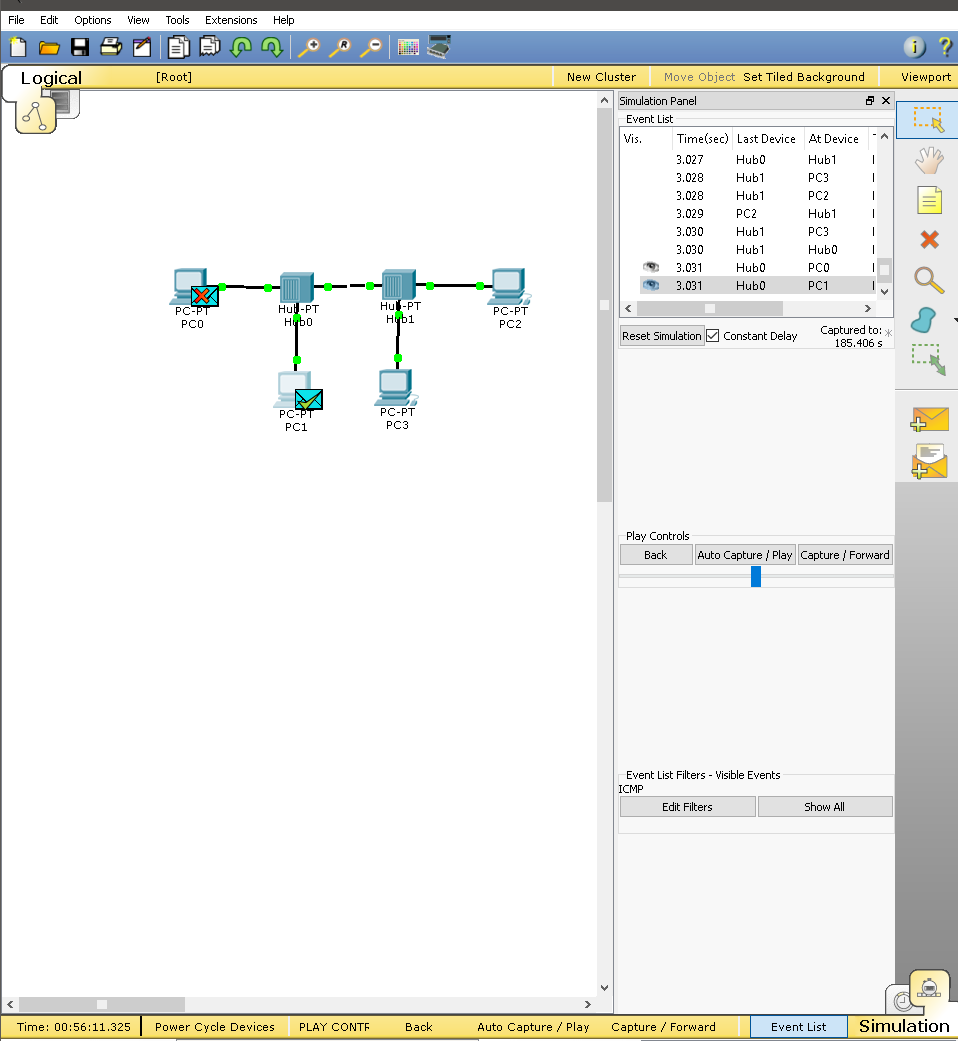 File Edit Options View Tools Extensions Help
Logical [Root] New Cluster Move Object Set Tiled Background Viewport
Simulation Panel
Event List
Vis. Time(sec) Last Device At Device
3.027 Hub0 Hub1
3.028 Hub1 PC3
3.028 Hub1 PC2
3.029 PC2 Hub1
3.030 Hub1 PC3
3.030 Hub1 Hub0
3.031 Hub0 PC0
3.031 Hub0 PC1
Reset Simulation Constant Delay Captured to:
185.406 s
PC-PT
PC0
Hub-PT
Hub0
Hub-PT
Hub1
PC-PT
PC2
PC-PT
PC1
PC-PT
PC3
Play Controls
Back Auto Capture / Play Capture / Forward
Event List Filters - Visible Events
ICMP
Edit Filters Show All
Time: 00:56:11.325 Power Cycle Devices PLAY CONTR Back Auto Capture / Play Capture / Forward Event List Simulation